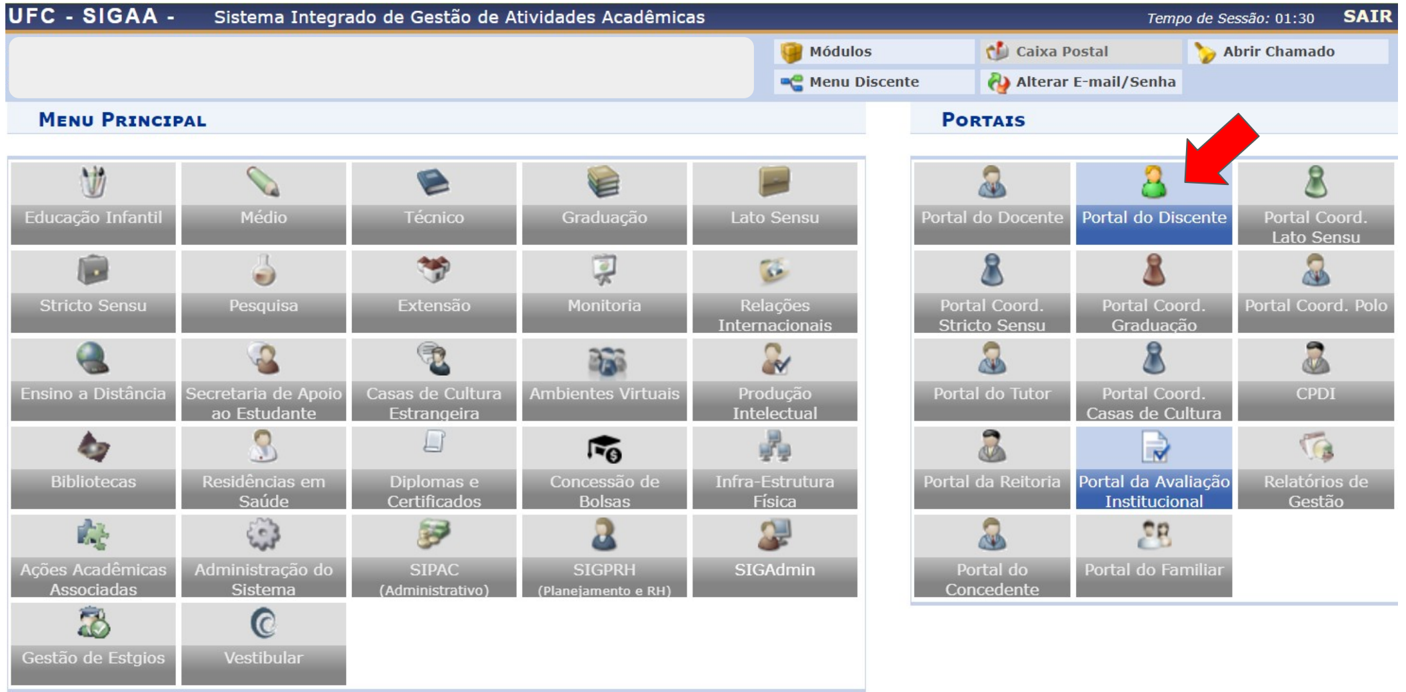 UFC - SIGAA - Sistema Integrado de Gestão de Atividades Acadêmicas
Tempo de Sessão: 01:30 SAIR
Módulos
Caixa Postal
Abrir Chamado
Menu Discente
Alterar E-mail/Senha
MENU PRINCIPAL
Educação Infantil
Médio
Técnico
Graduação
Lato Sensu
Stricto Sensu
Pesquisa
Extensão
Monitoria
Relações
Internacionais
Ensino a Distância
Secretaria de Apoio
ao Estudante
Casas de Cultura
Estrangeira
Ambientes Virtuais
Produção
Intelectual
Bibliotecas
Residências em
Saúde
Diplomas e
Certificados
Concessão de
Bolsas
Infra-Estrutura
Física
Ações Acadêmicas
Associadas
Administração do
Sistema
SIPAC
(Administrativo)
SIGPRH
(Planejamento e RH)
SIGAdmin
Gestão de Estgios
Vestibular
PORTAIS
Portal do Docente
Portal do Discente
Portal Coord.
Lato Sensu
Portal Coord.
Stricto Sensu
Portal Coord.
Graduação
Portal Coord. Polo
Portal do Tutor
Portal Coord.
Casas de Cultura
CPDI
Portal da Reitoria
Portal da Avaliação
Institucional
Relatórios de
Gestão
Portal do
Concedente
Portal do Familiar